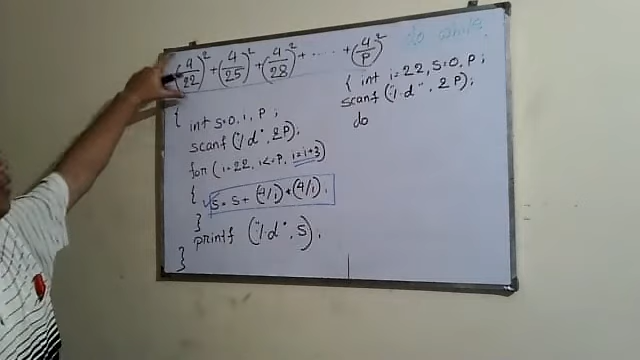 (4/22)² + (4/25)² + (4/28)² + ...... + (4/P)²
do while
{
int s=0, i, P ;
scanf ("/.d", &P);
for ( i=22, i<=P, i=i+3)
{
s = s + (4/i) * (4/i),
}
printf ("/.d", s),
}
{ int i=22, s=0, P ;
scanf ("/.d", &P);
do